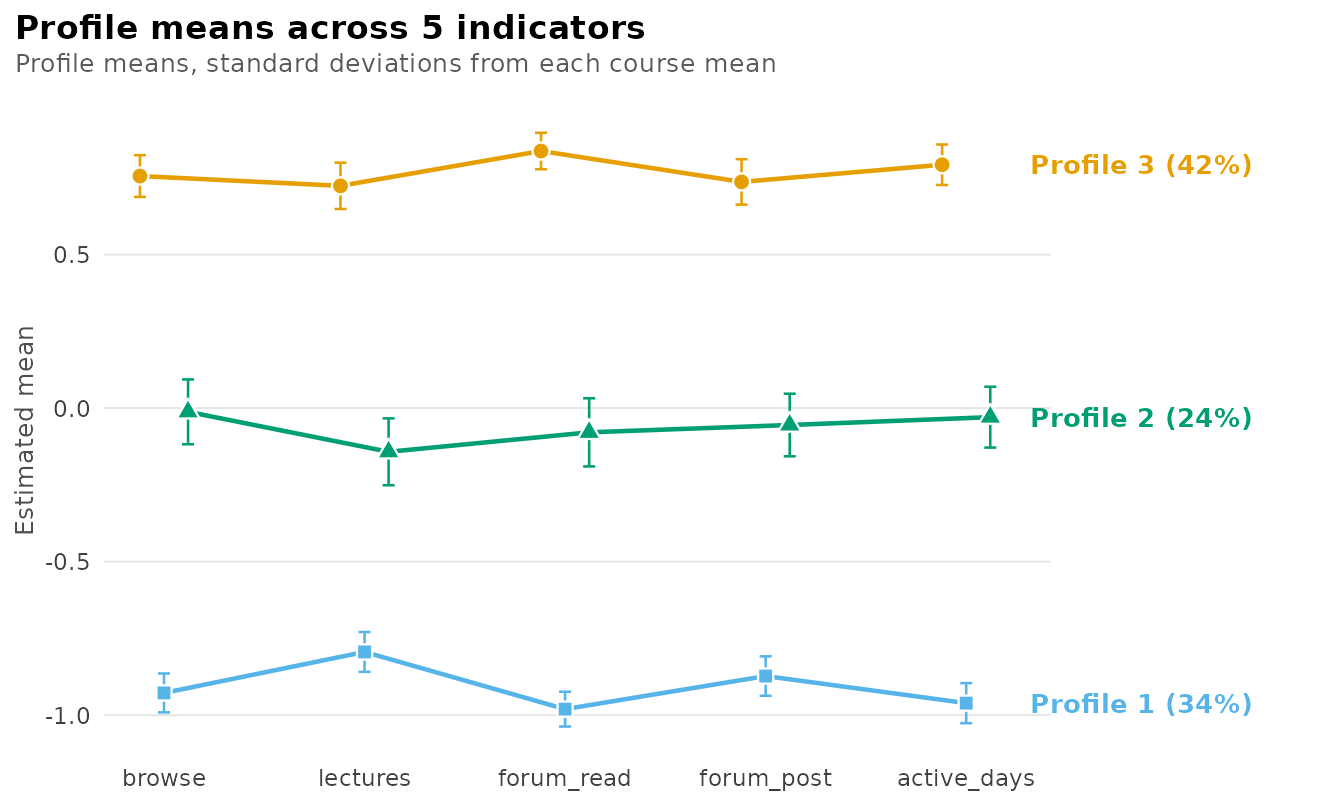 Profile means across 5 indicators
Profile means, standard deviations from each course mean
Profile 3 (42%)
0.5
Estimated mean
0.0
Profile 2 (24%)
-0.5
-1.0
Profile 1 (34%)
browse lectures forum_read forum_post active_days